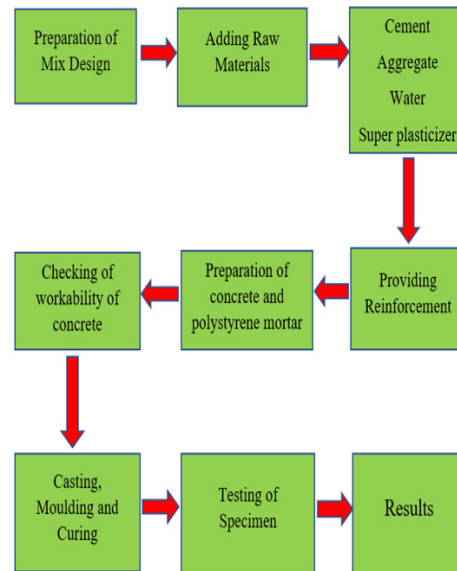 Preparation of
Mix Design
Adding Raw
Materials
Cement
Aggregate
Water
Super plasticizer
Providing
Reinforcement
Preparation of
concrete and
polystyrene mortar
Checking of
workability of
concrete
Casting,
Moulding and
Curing
Testing of
Specimen
Results